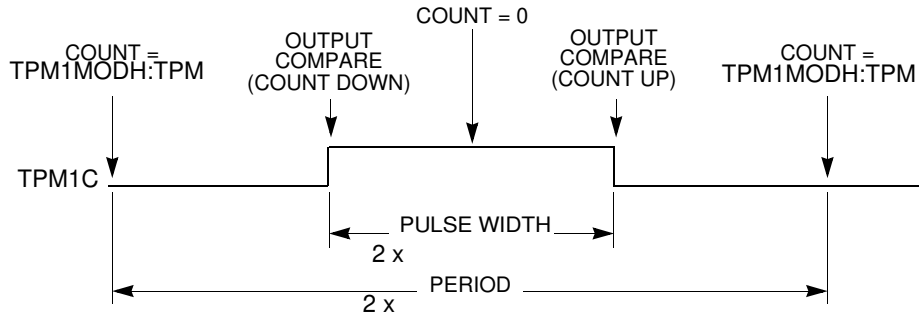 COUNT = 0
COUNT =
TPM1MODH:TPM
OUTPUT
COMPARE
(COUNT DOWN)
OUTPUT
COMPARE
(COUNT UP)
COUNT =
TPM1MODH:TPM
TPM1C
PULSE WIDTH
2 x
PERIOD
2 x